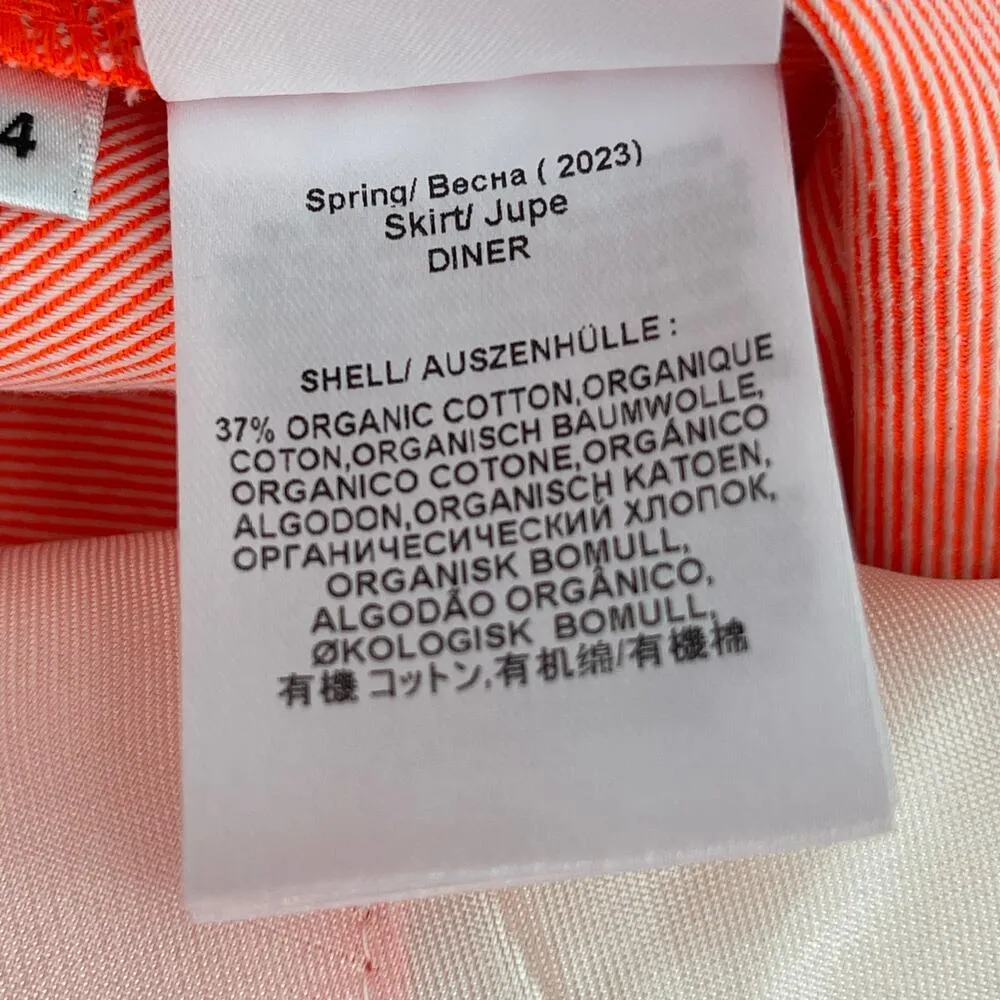 4
Spring/ Весна ( 2023)
Skirt/ Jupe
DINER
SHELL/ AUSZENHÜLLE :
37% ORGANIC COTTON,ORGANIQUE
COTON,ORGANISCH BAUMWOLLE,
ORGANICO COTONE,ORGÁNICO
ALGODON,ORGANISCH KATOEN,
ОРГАНИЧЕСИЧЕСКИЙ ХЛОПОК,
ORGANISK BOMULL,
ALGODÃO ORGÂNICO,
ØKOLOGISK BOMULL,
有機 コットン,有机绵/有機棉